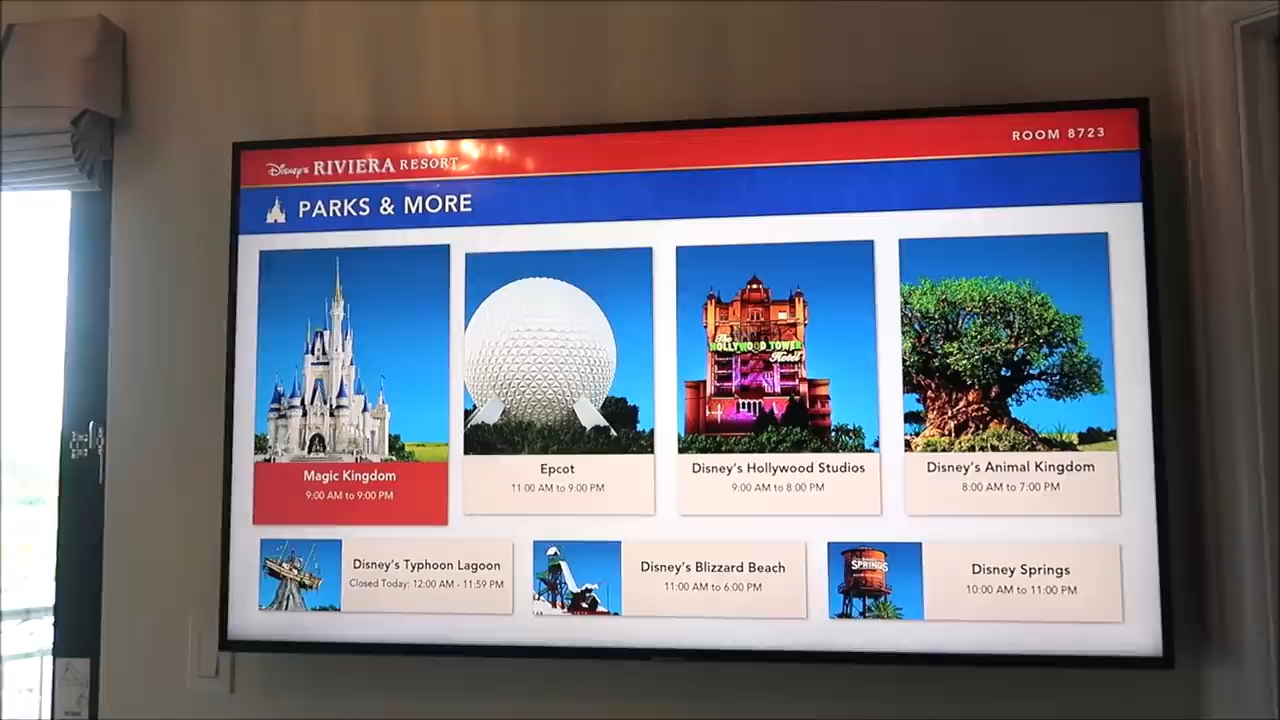 Disney's RIVIERA RESORT
ROOM 8723
PARKS & MORE
The
HOLLYWOOD TOWER
Hotel
Magic Kingdom
9:00 AM to 9:00 PM
Epcot
11:00 AM to 9:00 PM
Disney's Hollywood Studios
9:00 AM to 8:00 PM
Disney's Animal Kingdom
8:00 AM to 7:00 PM
Disney's Typhoon Lagoon
Closed Today: 12:00 AM - 11:59 PM
Disney's Blizzard Beach
11:00 AM to 6:00 PM
SPRINGS
Disney Springs
10:00 AM to 11:00 PM